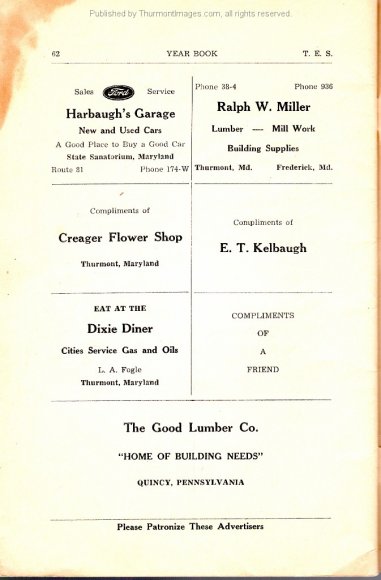 Published by ThurmontImages.com, all rights reserved.
62 YEAR BOOK T. E. S.
Sales Ford Service
Harbaugh's Garage
New and Used Cars
A Good Place to Buy a Good Car
State Sanatorium, Maryland
Route 31 Phone 174-W
Phone 38-4 Phone 936
Ralph W. Miller
Lumber — Mill Work
Building Supplies
Thurmont, Md. Frederick, Md.
Compliments of
Creager Flower Shop
Thurmont, Maryland
Compliments of
E. T. Kelbaugh
EAT AT THE
Dixie Diner
Cities Service Gas and Oils
L. A. Fogle
Thurmont, Maryland
COMPLIMENTS
OF
A
FRIEND
The Good Lumber Co.
"HOME OF BUILDING NEEDS"
QUINCY, PENNSYLVANIA
Please Patronize These Advertisers